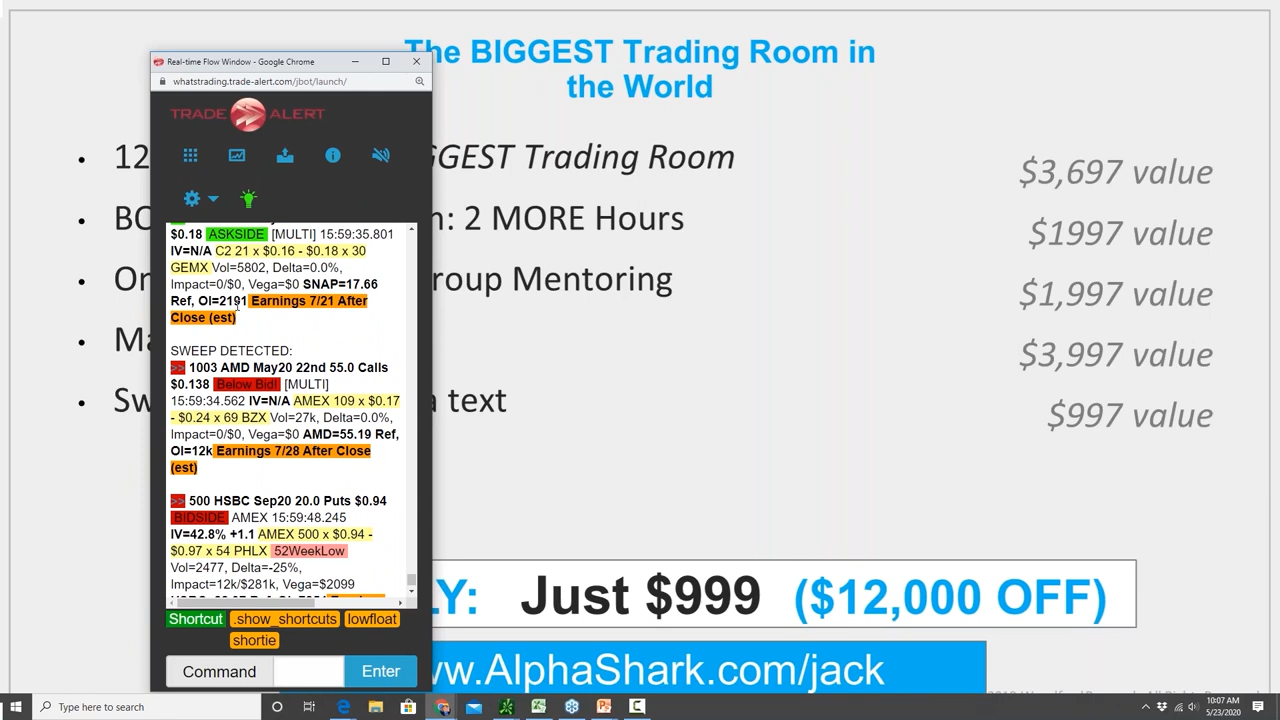 The BIGGEST Trading Room in
the World
Real-time Flow Window - Google Chrome
whatstrading.trade-alert.com/jbot/launch/
TRADE ALERT
$0.18 ASKSIDE [MULTI] 15:59:35.801
IV=N/A C2 21 x $0.16 - $0.18 x 30
GEMX Vol=5802, Delta=0.0%,
Impact=0/$0, Vega=$0 SNAP=17.66
Ref, OI=2191 Earnings 7/21 After
Close (est)
SWEEP DETECTED:
>> 1003 AMD May20 22nd 55.0 Calls
$0.138 Below Bid! [MULTI]
15:59:34.562 IV=N/A AMEX 109 x $0.17
- $0.24 x 69 BZX Vol=27k, Delta=0.0%,
Impact=0/$0, Vega=$0 AMD=55.19 Ref,
OI=12k Earnings 7/28 After Close
(est)
>> 500 HSBC Sep20 20.0 Puts $0.94
BIDSIDE AMEX 15:59:48.245
IV=42.8% +1.1 AMEX 500 x $0.94 -
$0.97 x 54 PHLX 52WeekLow
Vol=2477, Delta=-25%,
Impact=12k/$281k, Vega=$2099
Shortcut .show_shortcuts lowfloat
shortie
Command Enter
• 12 GGEST Trading Room $3,697 value
• BO n: 2 MORE Hours $1997 value
• On roup Mentoring $1,997 value
• Ma $3,997 value
• Sw a text $997 value
LY: Just $999 ($12,000 OFF)
w.AlphaShark.com/jack
Type here to search
10:07 AM
5/23/2020